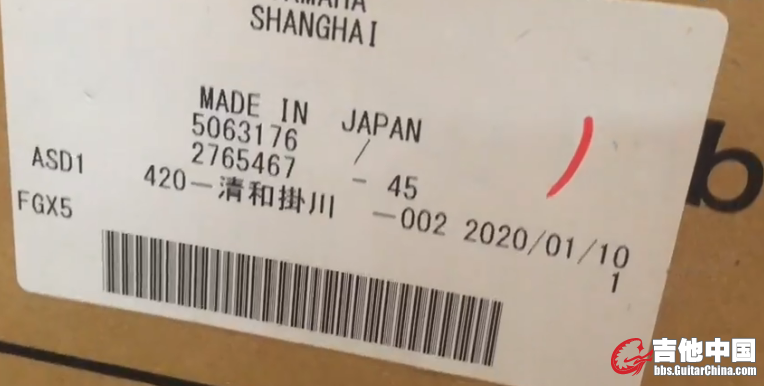 YAMAHA
SHANGHAI
MADE IN JAPAN
5063176 /
2765467 - 45
ASD1 420-清和掛川 -002 2020/01/10
FGX5 1
b
吉他中国
bbs.GuitarChina.com